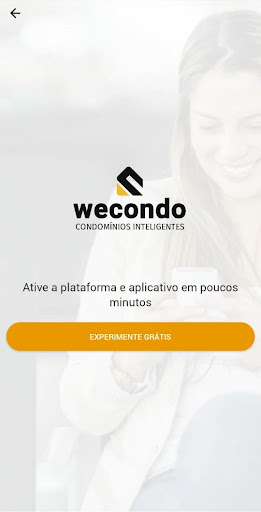 wecondo
CONDOMÍNIOS INTELIGENTES
Ative a plataforma e aplicativo em poucos
minutos
EXPERIMENTE GRÁTIS